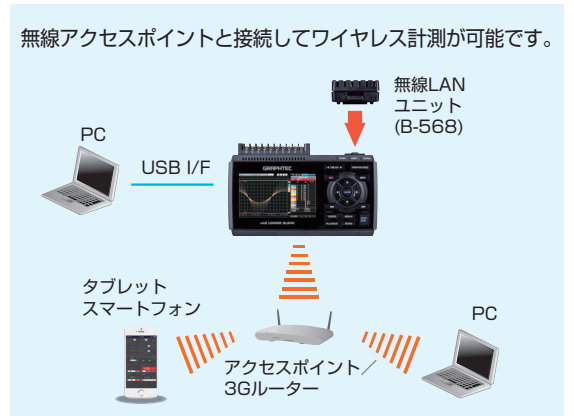 無線アクセスポイントと接続してワイヤレス計測が可能です。
無線LAN
ユニット
(B-568)
PC
USB I/F
GRAPHTEC
タブレット
スマートフォン
PC
アクセスポイント／
3Gルーター